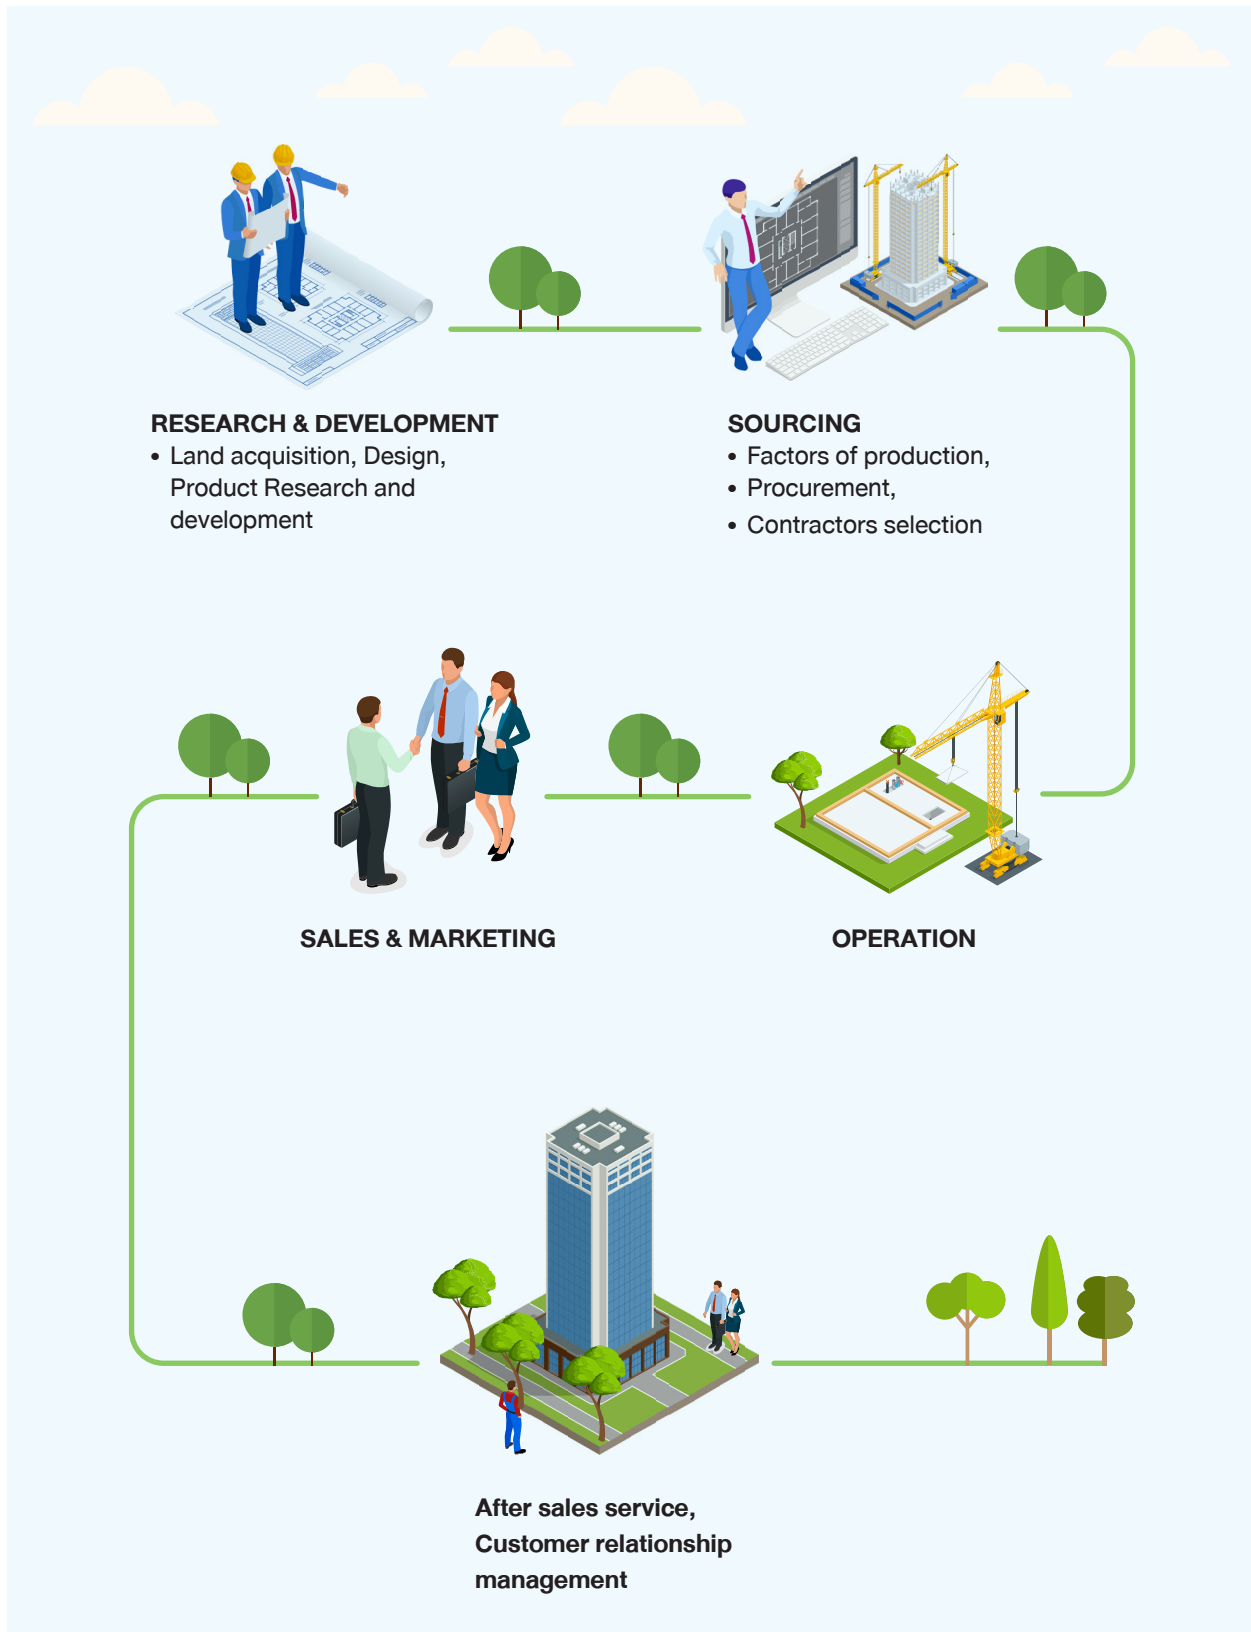 RESEARCH & DEVELOPMENT
• Land acquisition, Design,
Product Research and
development
SOURCING
• Factors of production,
• Procurement,
• Contractors selection
SALES & MARKETING
OPERATION
After sales service,
Customer relationship
management